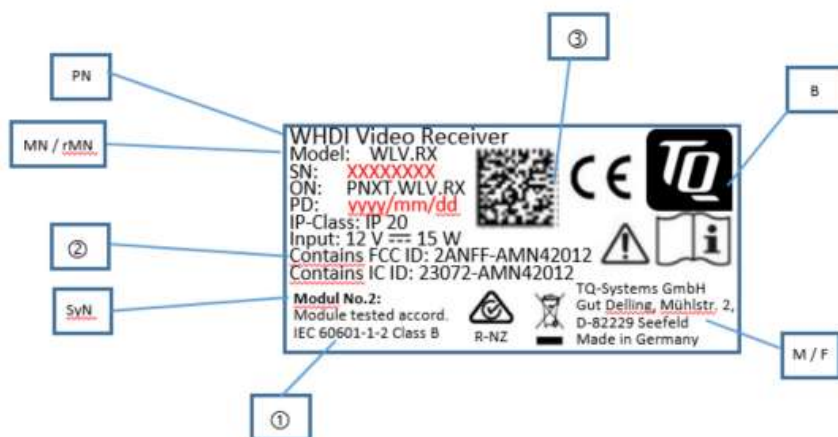 ③
PN
B
MN / rMN
WHDI Video Receiver
Model: WLV.RX
SN: XXXXXXXX
ON: PNXT.WLV.RX
PD: yyyy/mm/dd
IP-Class: IP 20
Input: 12 V ⎓ 15 W
Contains FCC ID: 2ANFF-AMN42012
Contains IC ID: 23072-AMN42012
CE
TQ
i
②
SyN
Modul No.2:
Module tested accord.
IEC 60601-1-2 Class B
R-NZ
TQ-Systems GmbH
Gut Delling, Mühlstr. 2,
D-82229 Seefeld
Made in Germany
M / F
①